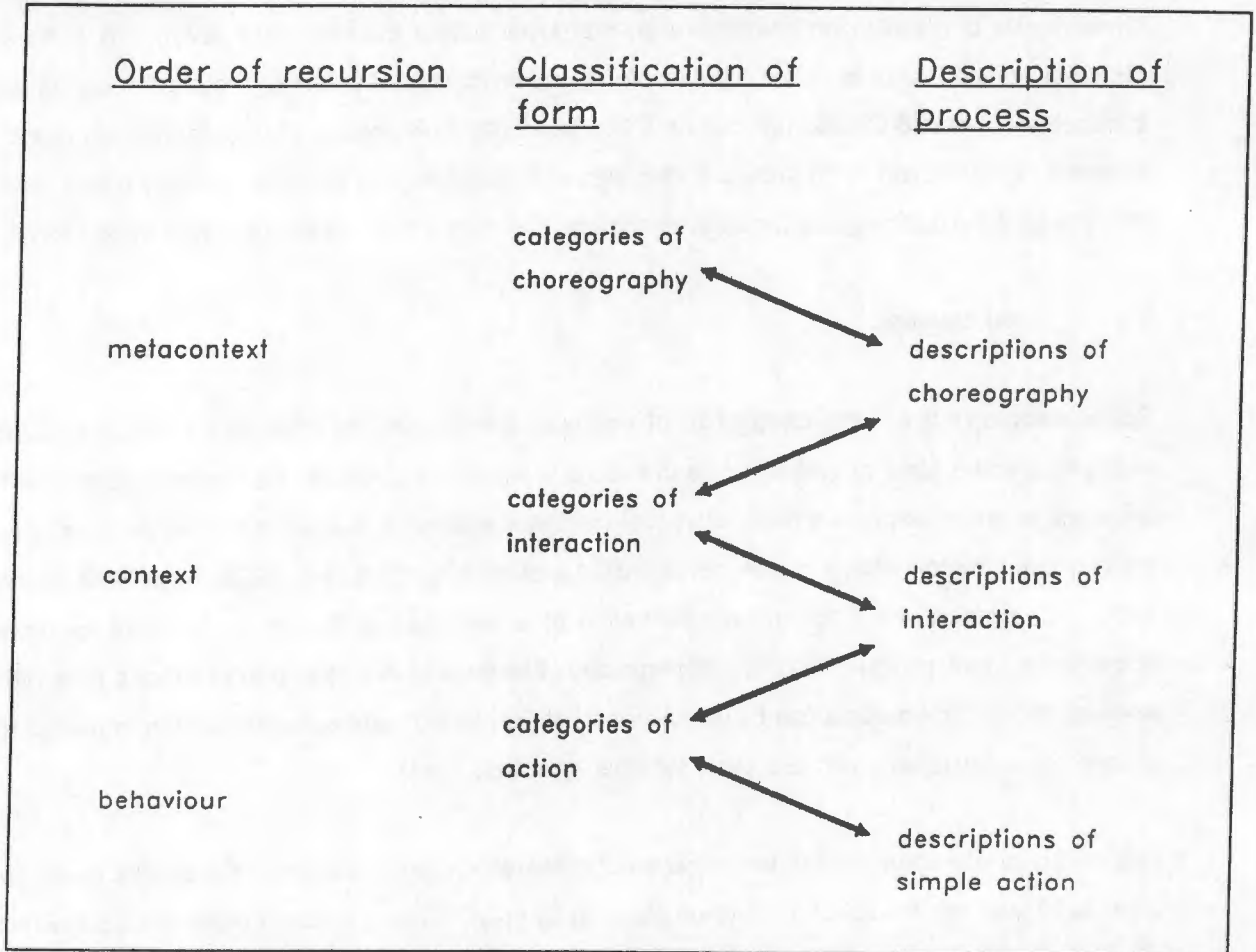 Order of recursion Classification of Description of
form process
categories of
choreography
metacontext descriptions of
choreography
categories of
interaction
context descriptions of
interaction
categories of
action
behaviour
descriptions of
simple action